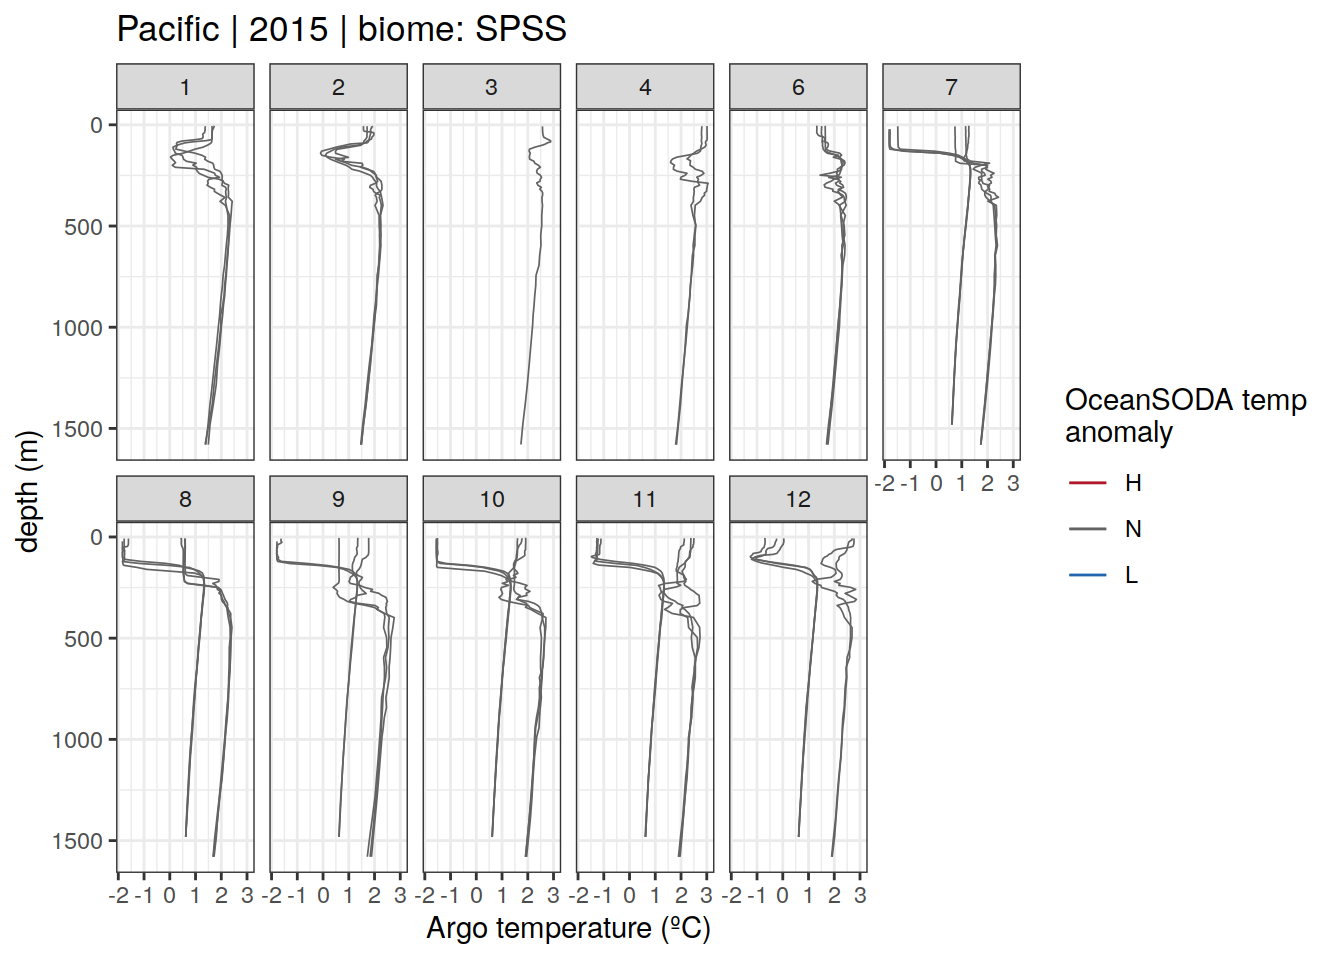 Pacific | 2015 | biome: SPSS
1 2 3 4 6 7
0
500
1000
1500
-2 -1 0 1 2 3
8 9 10 11 12
0
500
1000
1500
-2 -1 0 1 2 3 -2 -1 0 1 2 3 -2 -1 0 1 2 3 -2 -1 0 1 2 3 -2 -1 0 1 2 3
Argo temperature (ºC)
depth (m)
OceanSODA temp
anomaly
H
N
L